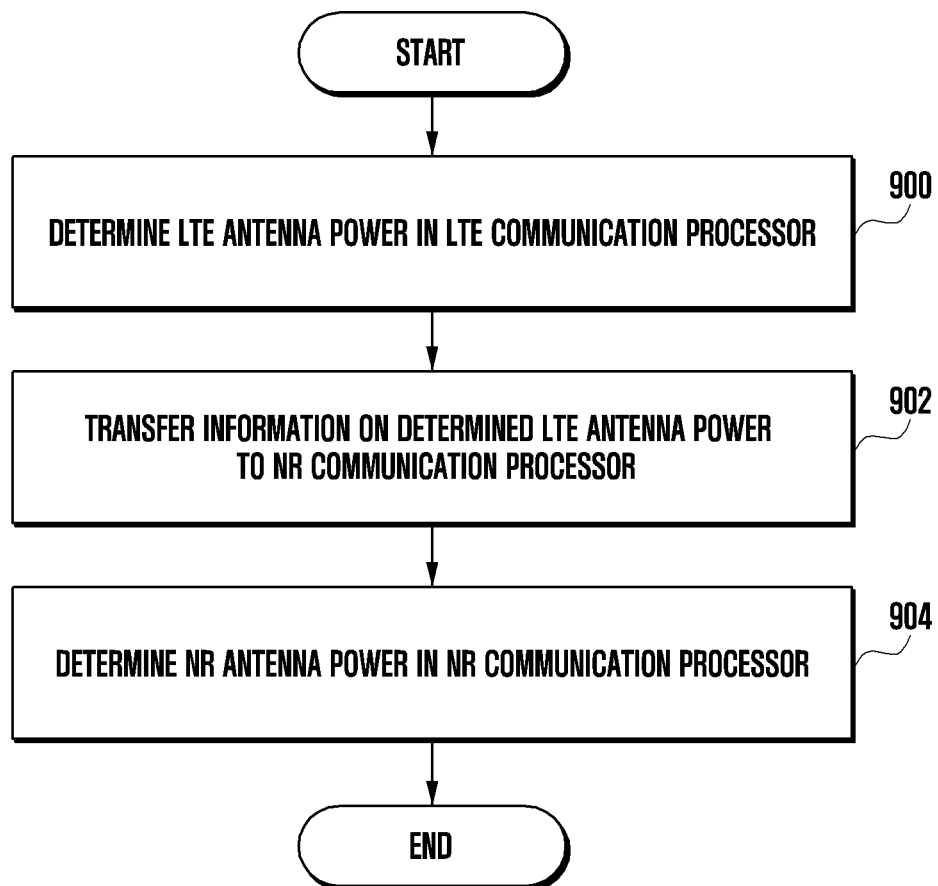 START
900
DETERMINE LTE ANTENNA POWER IN LTE COMMUNICATION PROCESSOR
902
TRANSFER INFORMATION ON DETERMINED LTE ANTENNA POWER
TO NR COMMUNICATION PROCESSOR
904
DETERMINE NR ANTENNA POWER IN NR COMMUNICATION PROCESSOR
END